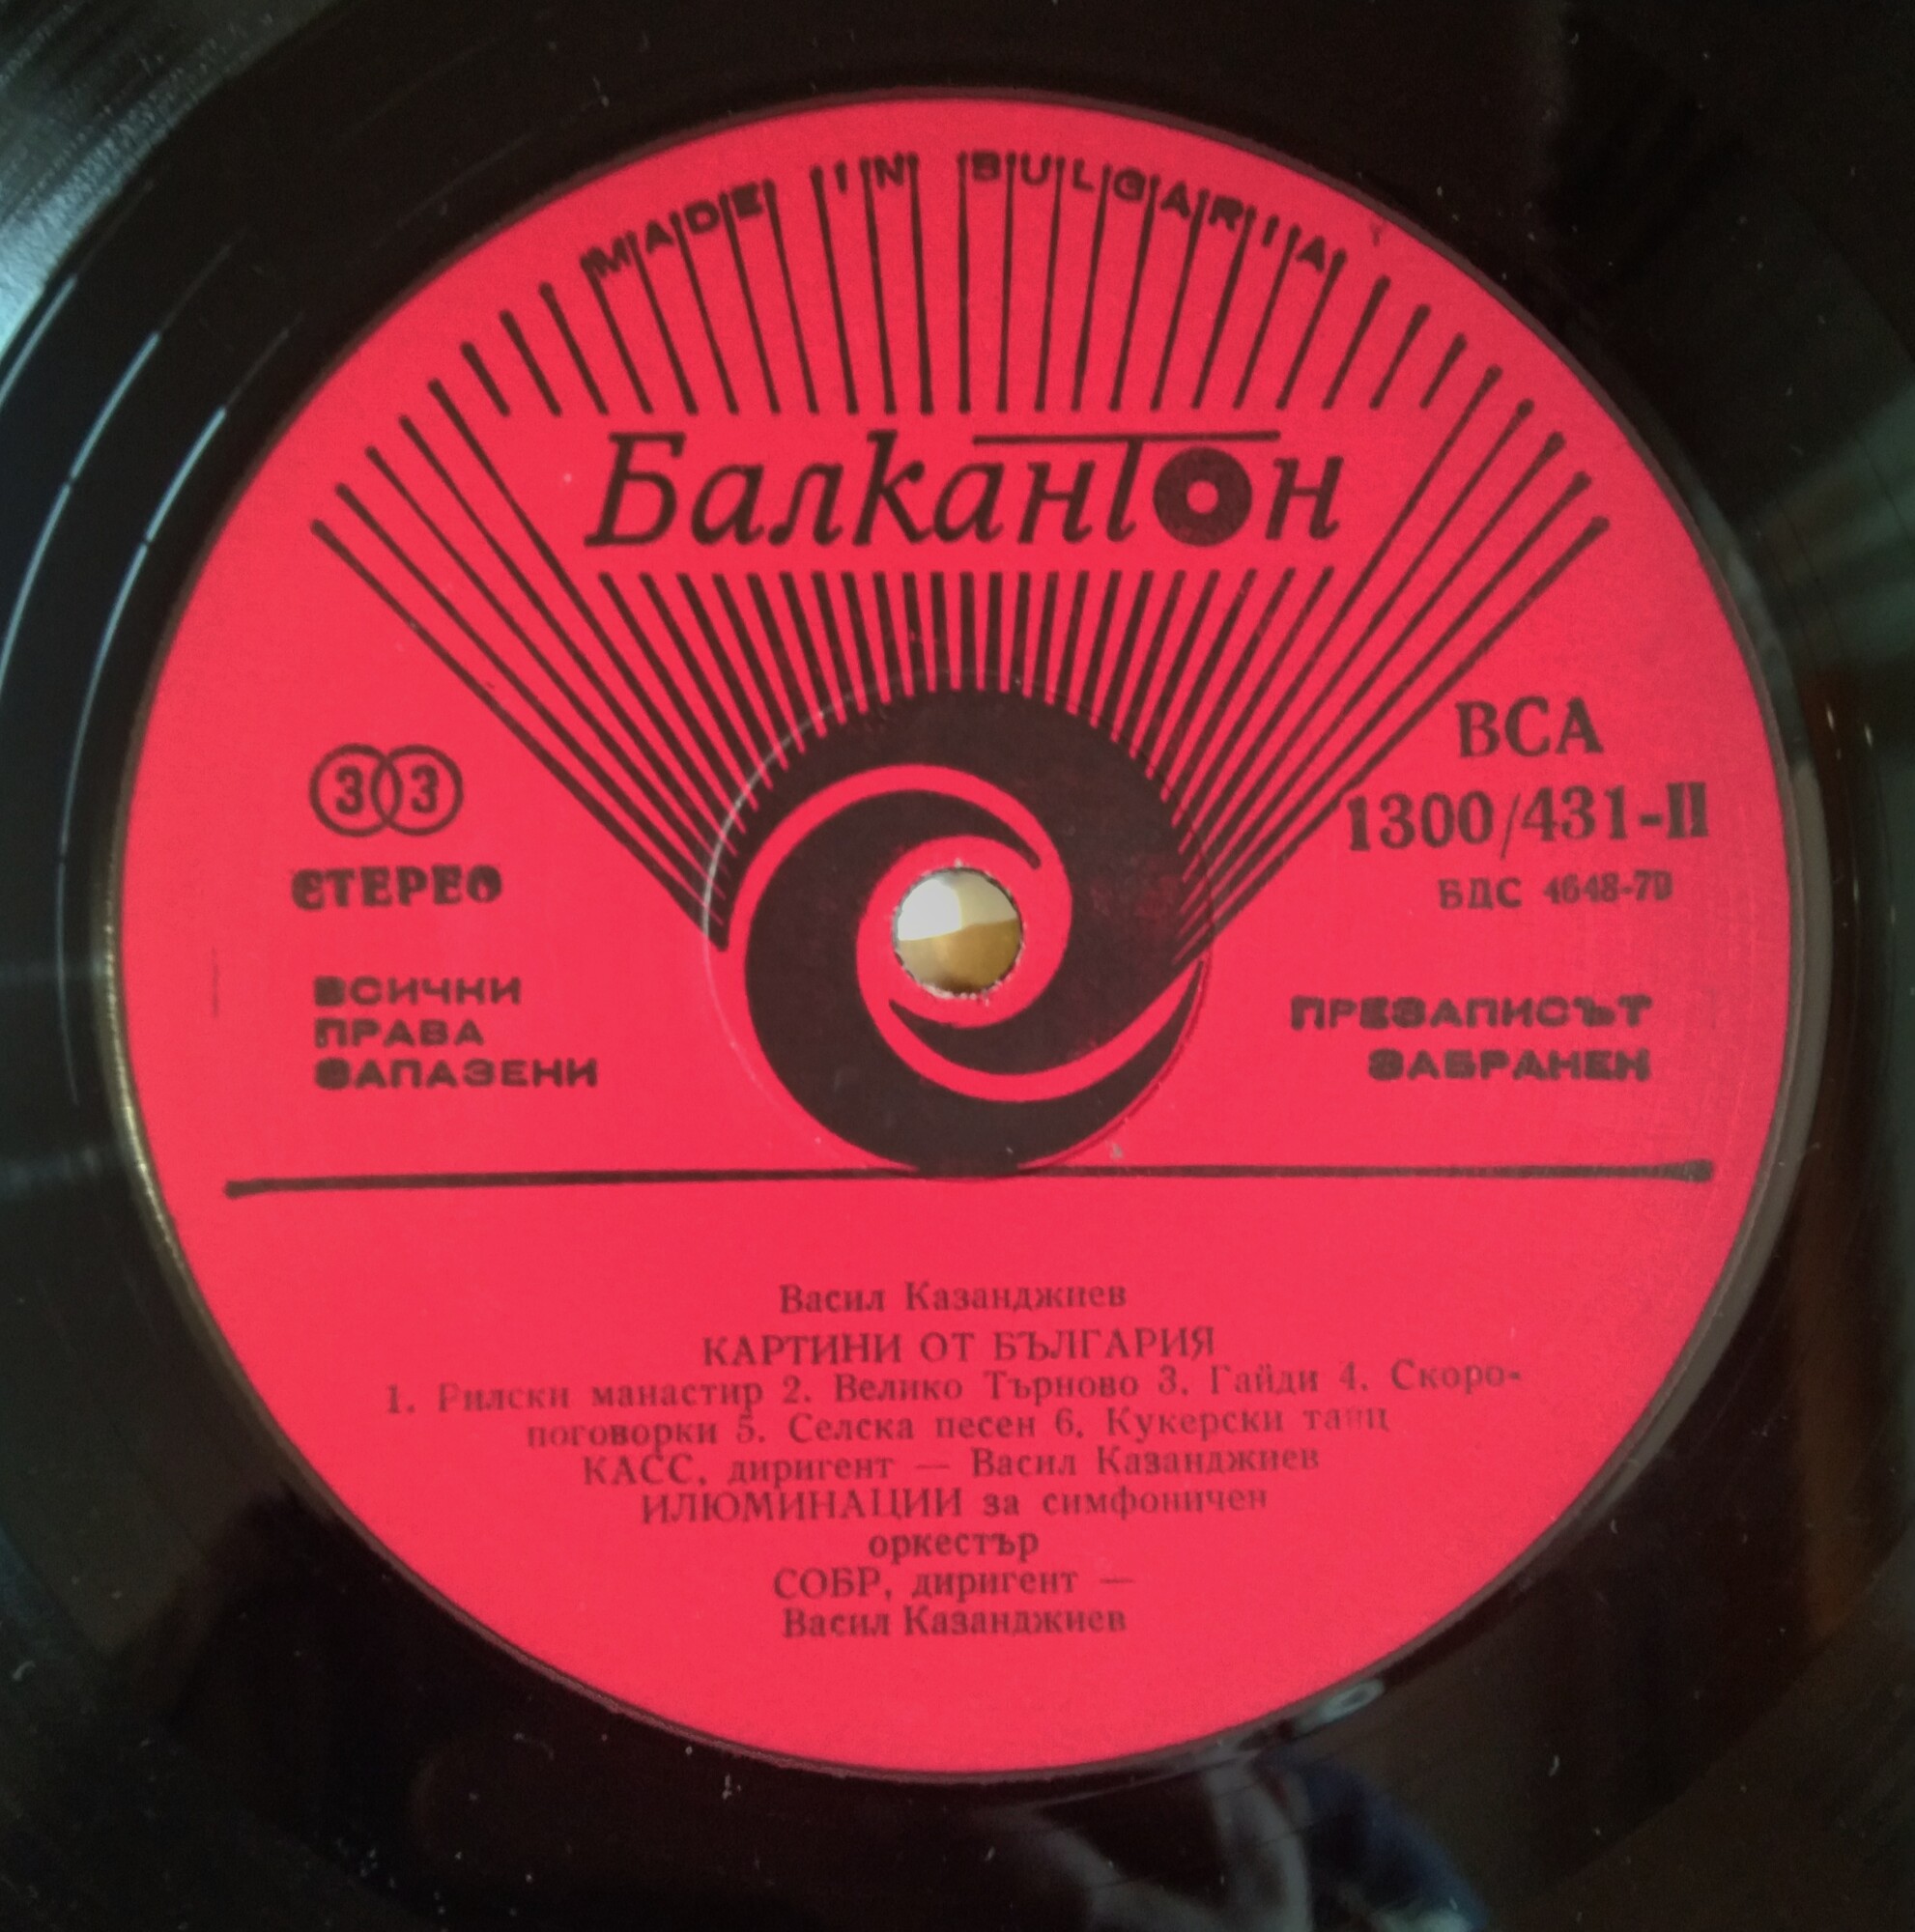 MADE IN BULGARIA
Балкантон
33
СТЕРЕО
ВСИЧКИ
ПРАВА
ЗАПАЗЕНИ
ВСА
1300/431-II
БДС 4648-70
ПРЕЗАПИСЪТ
ЗАБРАНЕН
Васил Казанджиев
КАРТИНИ ОТ БЪЛГАРИЯ
1. Рилски манастир 2. Велико Търново 3. Гайди 4. Скоро-
поговорки 5. Селска песен 6. Кукерски танц
КАСС, диригент — Васил Казанджиев
ИЛЮМИНАЦИИ за симфоничен
оркестър
СОБР, диригент —
Васил Казанджиев